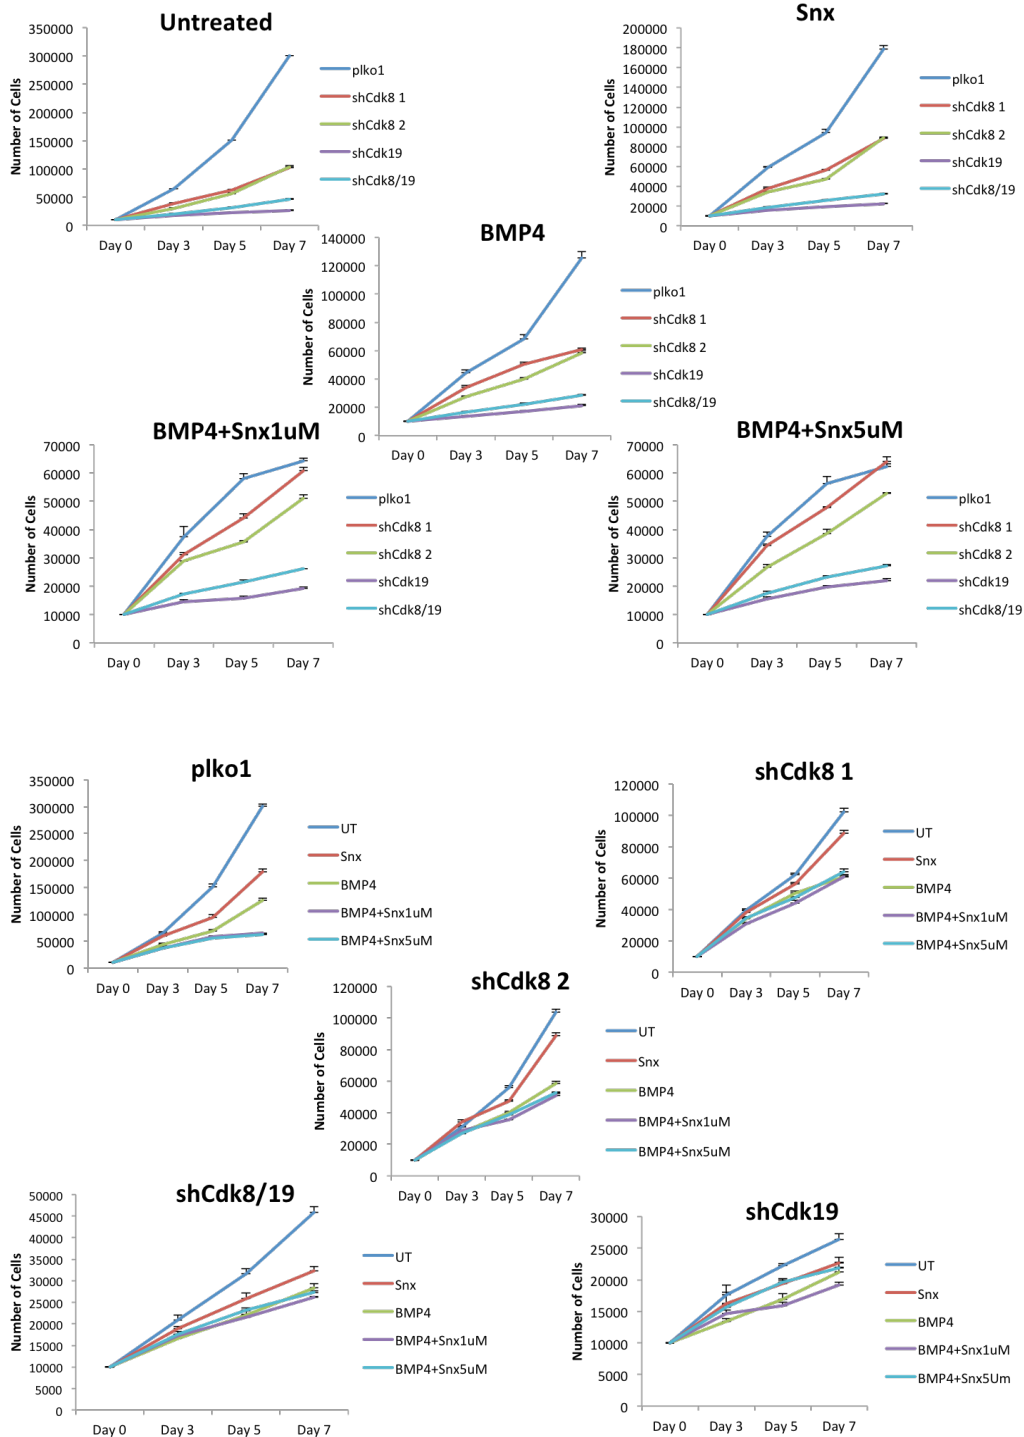 Untreated
Number of Cells
350000
300000
250000
200000
150000
100000
50000
0
Day 0 Day 3 Day 5 Day 7
plko1
shCdk8 1
shCdk8 2
shCdk19
shCdk8/19
Snx
Number of Cells
200000
180000
160000
140000
120000
100000
80000
60000
40000
20000
0
Day 0 Day 3 Day 5 Day 7
plko1
shCdk8 1
shCdk8 2
shCdk19
shCdk8/19
BMP4
Number of Cells
140000
120000
100000
80000
60000
40000
20000
0
Day 0 Day 3 Day 5 Day 7
plko1
shCdk8 1
shCdk8 2
shCdk19
shCdk8/19
BMP4+Snx1uM
Number of Cells
70000
60000
50000
40000
30000
20000
10000
0
Day 0 Day 3 Day 5 Day 7
plko1
shCdk8 1
shCdk8 2
shCdk19
shCdk8/19
BMP4+Snx5uM
Number of Cells
70000
60000
50000
40000
30000
20000
10000
0
Day 0 Day 3 Day 5 Day 7
plko1
shCdk8 1
shCdk8 2
shCdk19
shCdk8/19
plko1
Number of Cells
350000
300000
250000
200000
150000
100000
50000
0
Day 0 Day 3 Day 5 Day 7
UT
Snx
BMP4
BMP4+Snx1uM
BMP4+Snx5uM
shCdk8 1
Number of Cells
120000
100000
80000
60000
40000
20000
0
Day 0 Day 3 Day 5 Day 7
UT
Snx
BMP4
BMP4+Snx1uM
BMP4+Snx5uM
shCdk8 2
Number of Cells
120000
100000
80000
60000
40000
20000
0
Day 0 Day 3 Day 5 Day 7
UT
Snx
BMP4
BMP4+Snx1uM
BMP4+Snx5uM
shCdk8/19
Number of Cells
50000
45000
40000
35000
30000
25000
20000
15000
10000
5000
0
Day 0 Day 3 Day 5 Day 7
UT
Snx
BMP4
BMP4+Snx1uM
BMP4+Snx5uM
shCdk19
Number of Cells
30000
25000
20000
15000
10000
5000
0
Day 0 Day 3 Day 5 Day 7
UT
Snx
BMP4
BMP4+Snx1uM
BMP4+Snx5Um